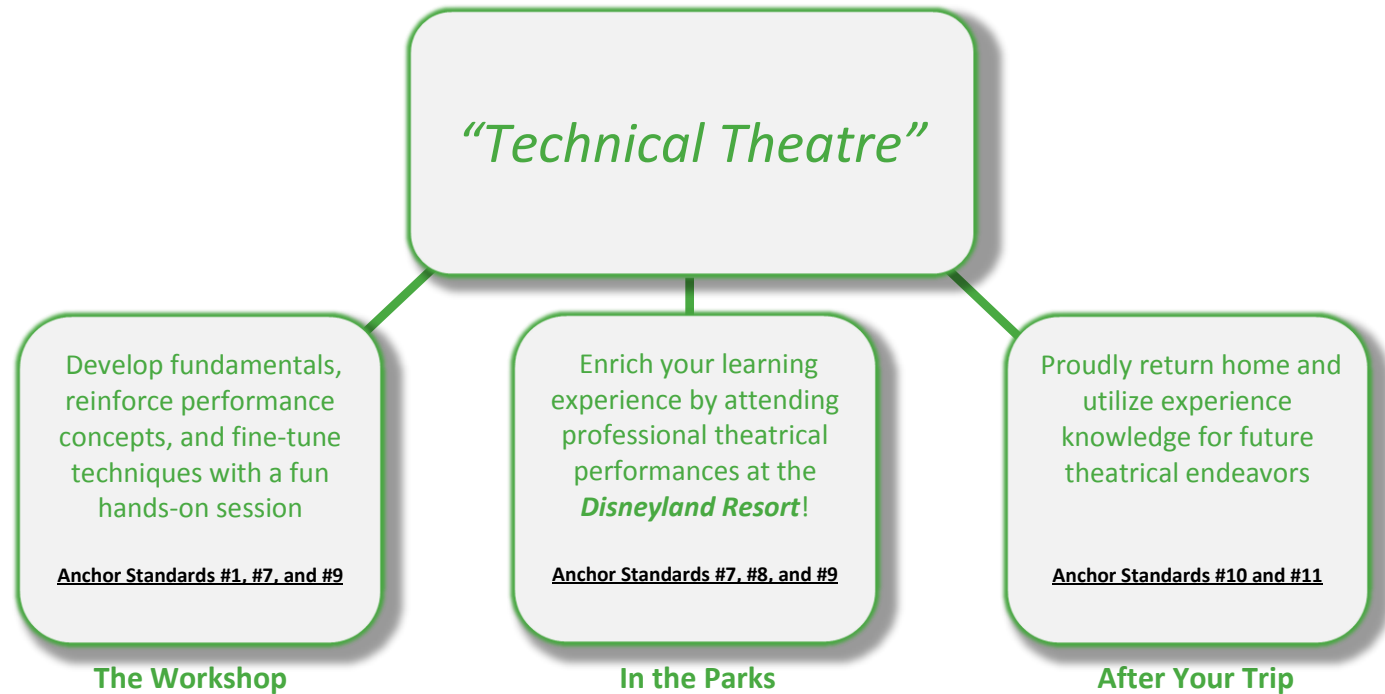 “Technical Theatre”
Develop fundamentals,
reinforce performance
concepts, and fine-tune
techniques with a fun
hands-on session
Anchor Standards #1, #7, and #9
The Workshop
Enrich your learning
experience by attending
professional theatrical
performances at the
Disneyland Resort!
Anchor Standards #7, #8, and #9
In the Parks
Proudly return home and
utilize experience
knowledge for future
theatrical endeavors
Anchor Standards #10 and #11
After Your Trip